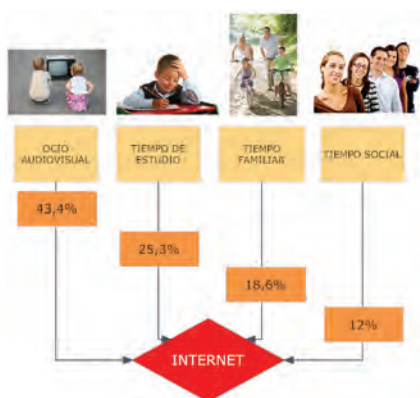 OCIO
AUDIOVISUAL
TIEMPO DE
ESTUDIO
TIEMPO
FAMILIAR
TIEMPO SOCIAL
43,4%
25,3%
18,6%
12%
INTERNET